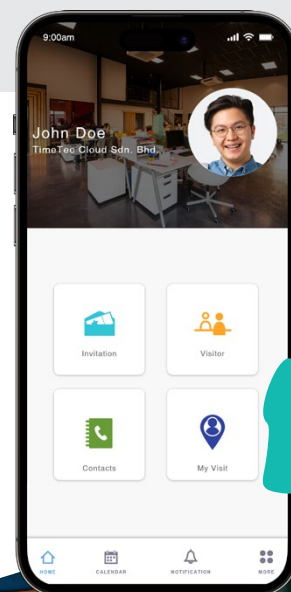 9:00am
John Doe
TimeTec Cloud Sdn. Bhd.
Invitation
Visitor
Contacts
My Visit
HOME
CALENDAR
NOTIFICATION
MORE